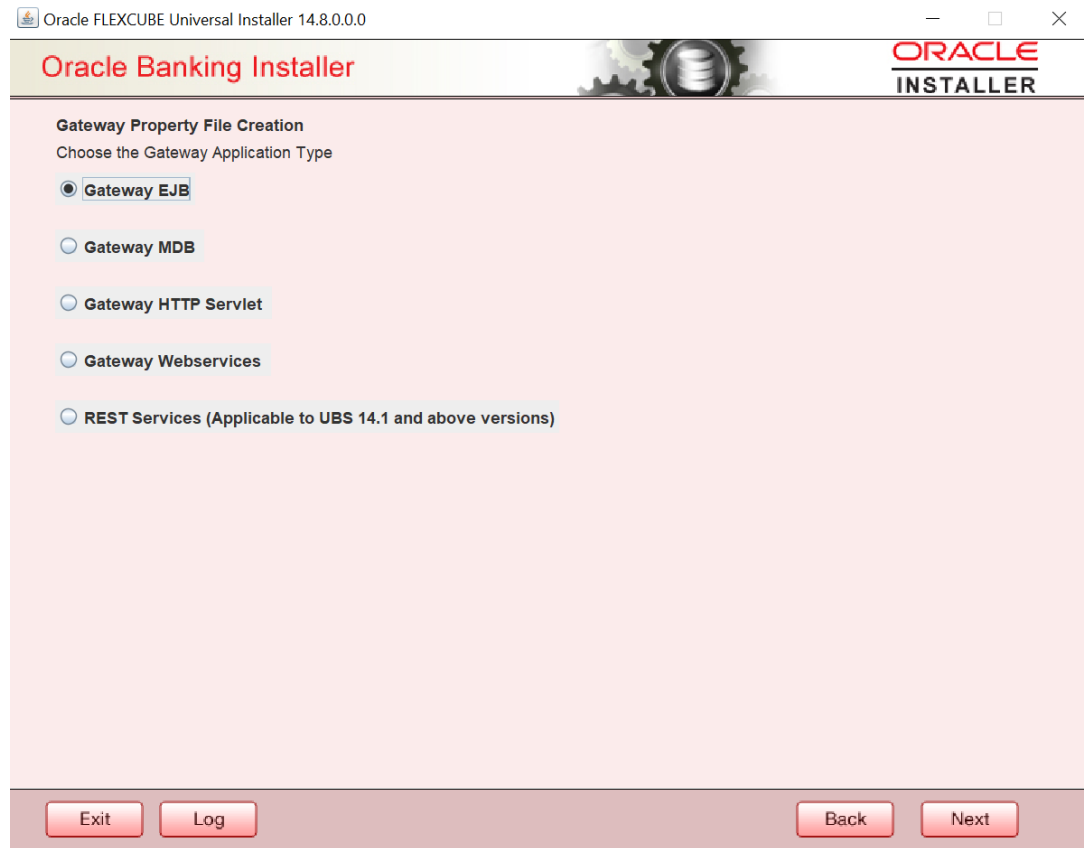 Oracle FLEXCUBE Universal Installer 14.8.0.0.0
Oracle Banking Installer
ORACLE
INSTALLER
Gateway Property File Creation
Choose the Gateway Application Type
Gateway EJB
Gateway MDB
Gateway HTTP Servlet
Gateway Webservices
REST Services (Applicable to UBS 14.1 and above versions)
Exit Log Back Next